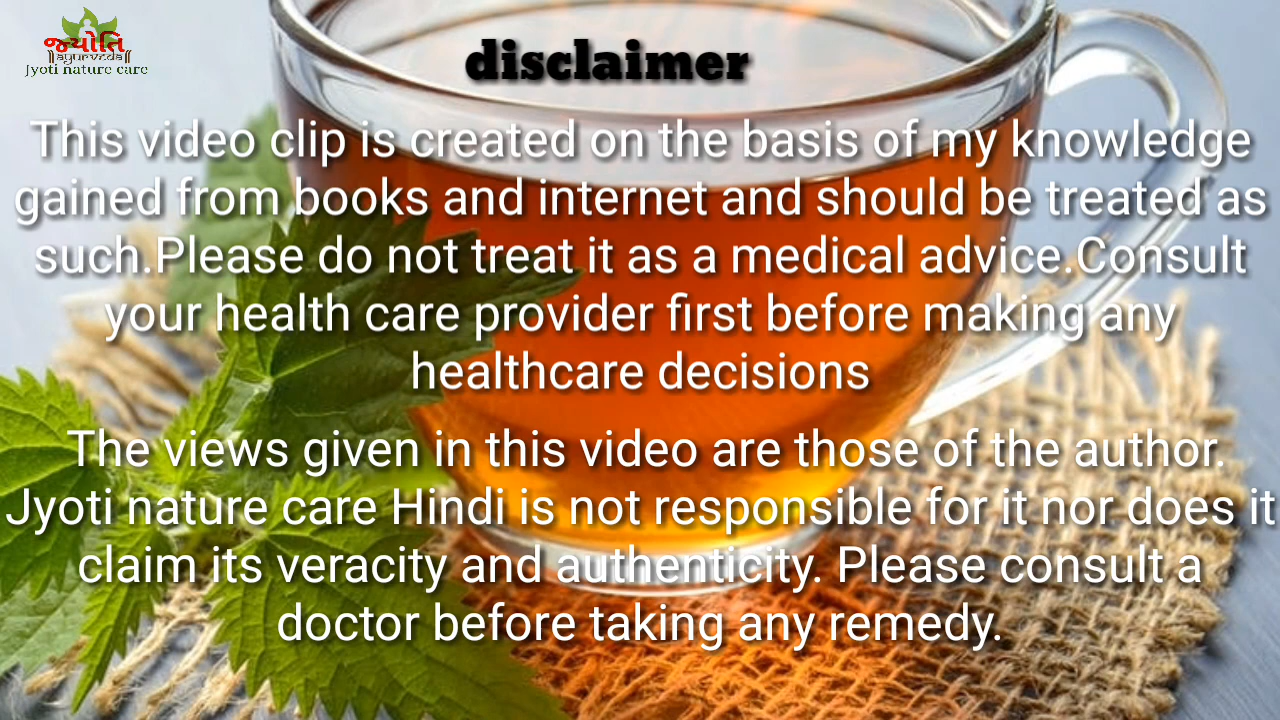 જ્યોતિ
ayurveda
Jyoti nature care
disclaimer
This video clip is created on the basis of my knowledge
gained from books and internet and should be treated as
such.Please do not treat it as a medical advice.Consult
your health care provider first before making any
healthcare decisions
The views given in this video are those of the author.
Jyoti nature care Hindi is not responsible for it nor does it
claim its veracity and authenticity. Please consult a
doctor before taking any remedy.